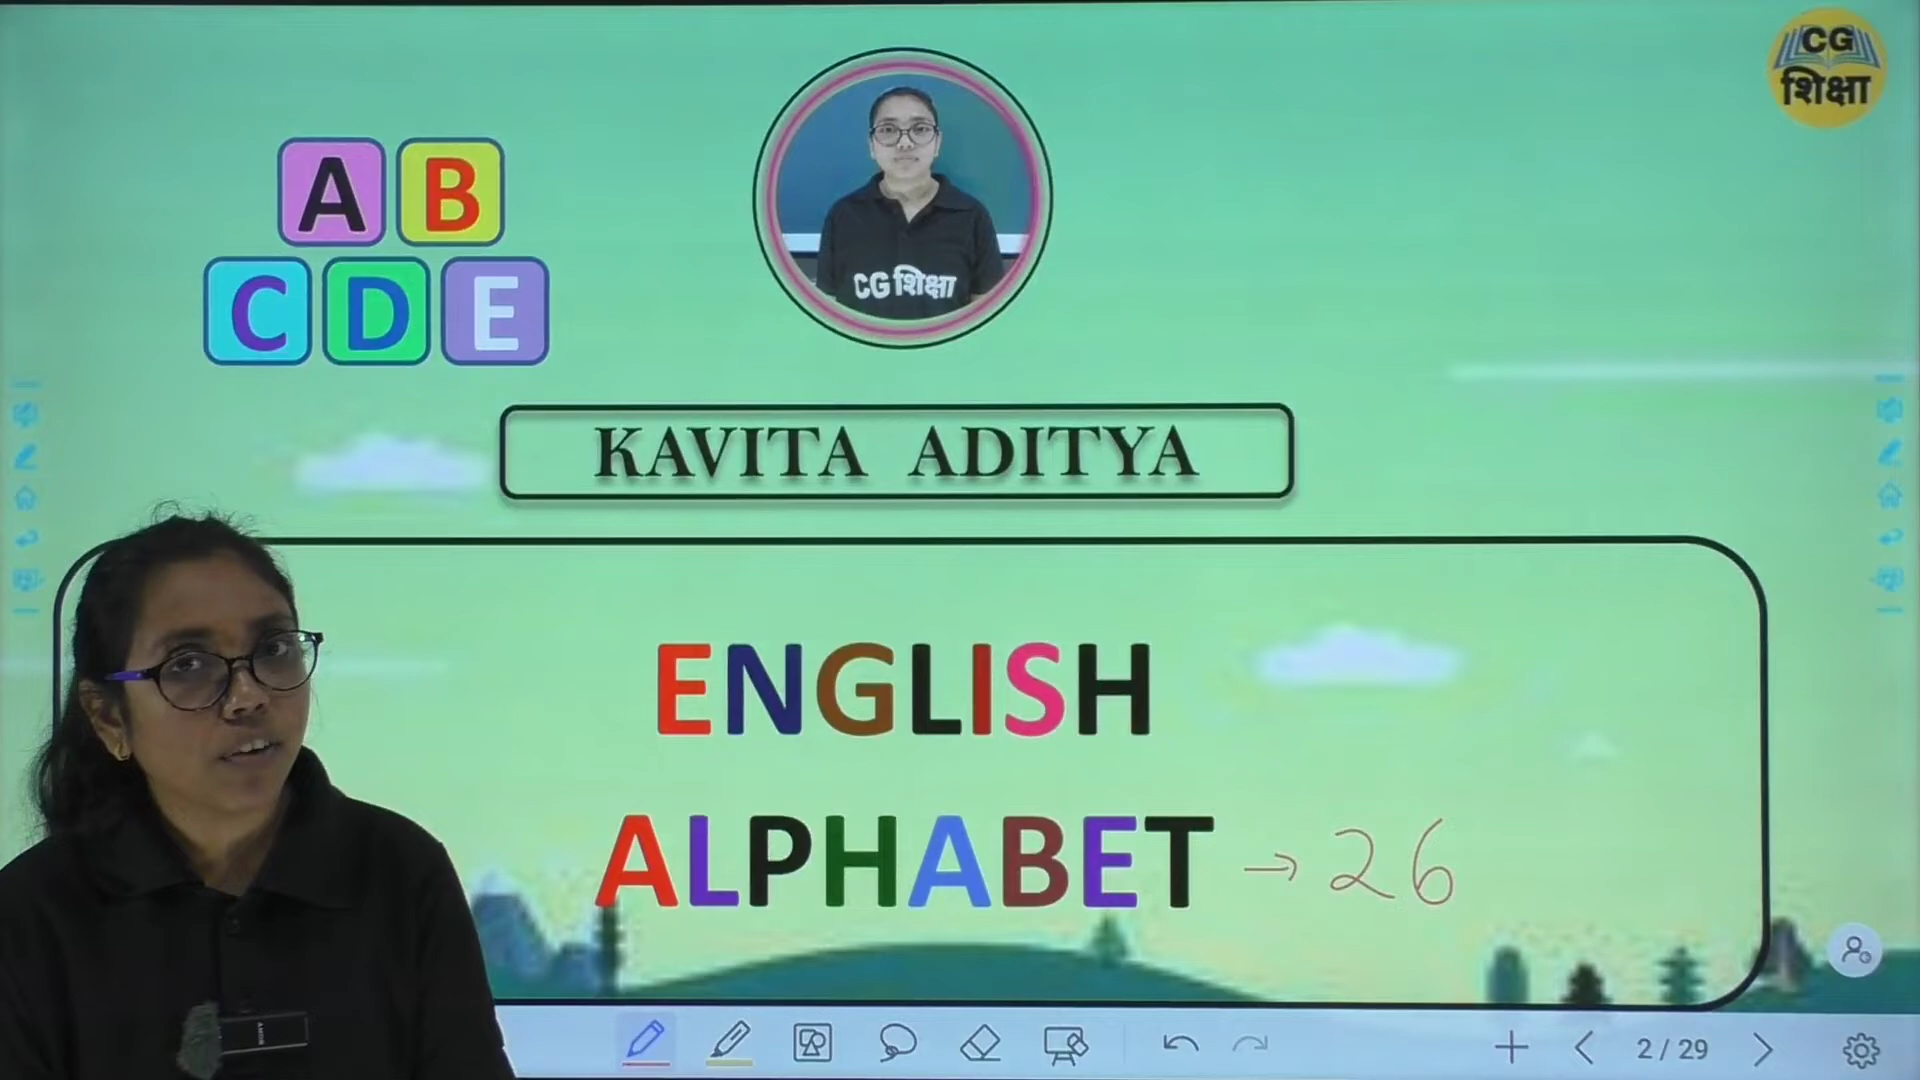 CG
शिक्षा
A B
C D E
CG शिक्षा
KAVITA ADITYA
ENGLISH
ALPHABET → 26
2 / 29